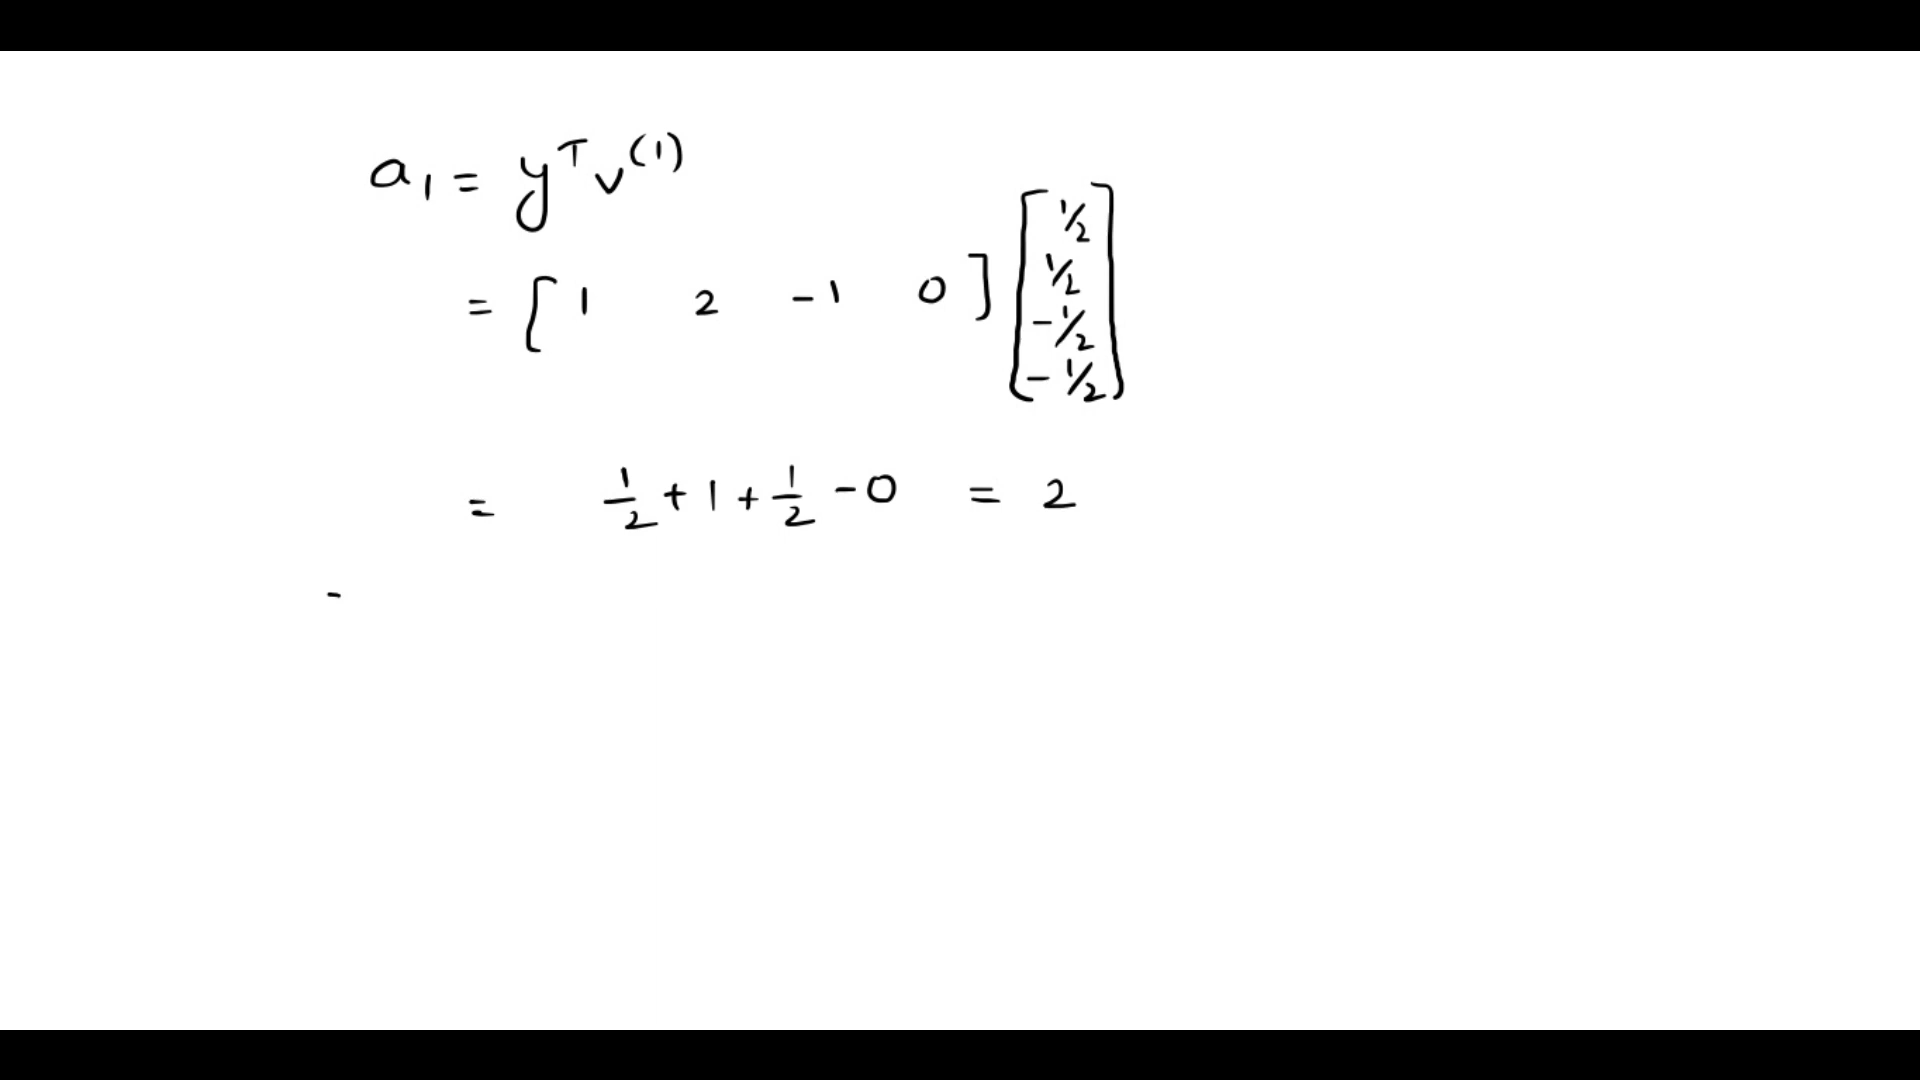 a₁ = yᵀv⁽¹⁾
= [ 1 2 -1 0 ] [ 1/2 1/2 -1/2 -1/2 ]
= 1/2 + 1 + 1/2 - 0 = 2
-